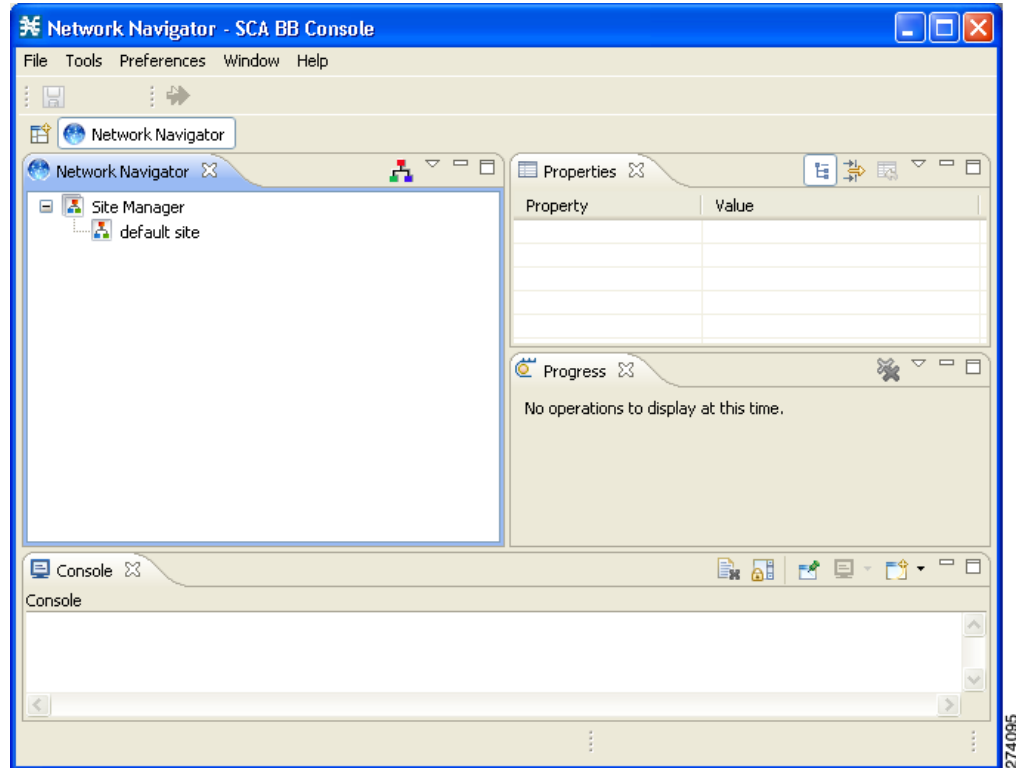 Network Navigator - SCA BB Console
File Tools Preferences Window Help
Network Navigator
Network Navigator
Site Manager
default site
Properties
Property Value
Progress
No operations to display at this time.
Console
Console
274095